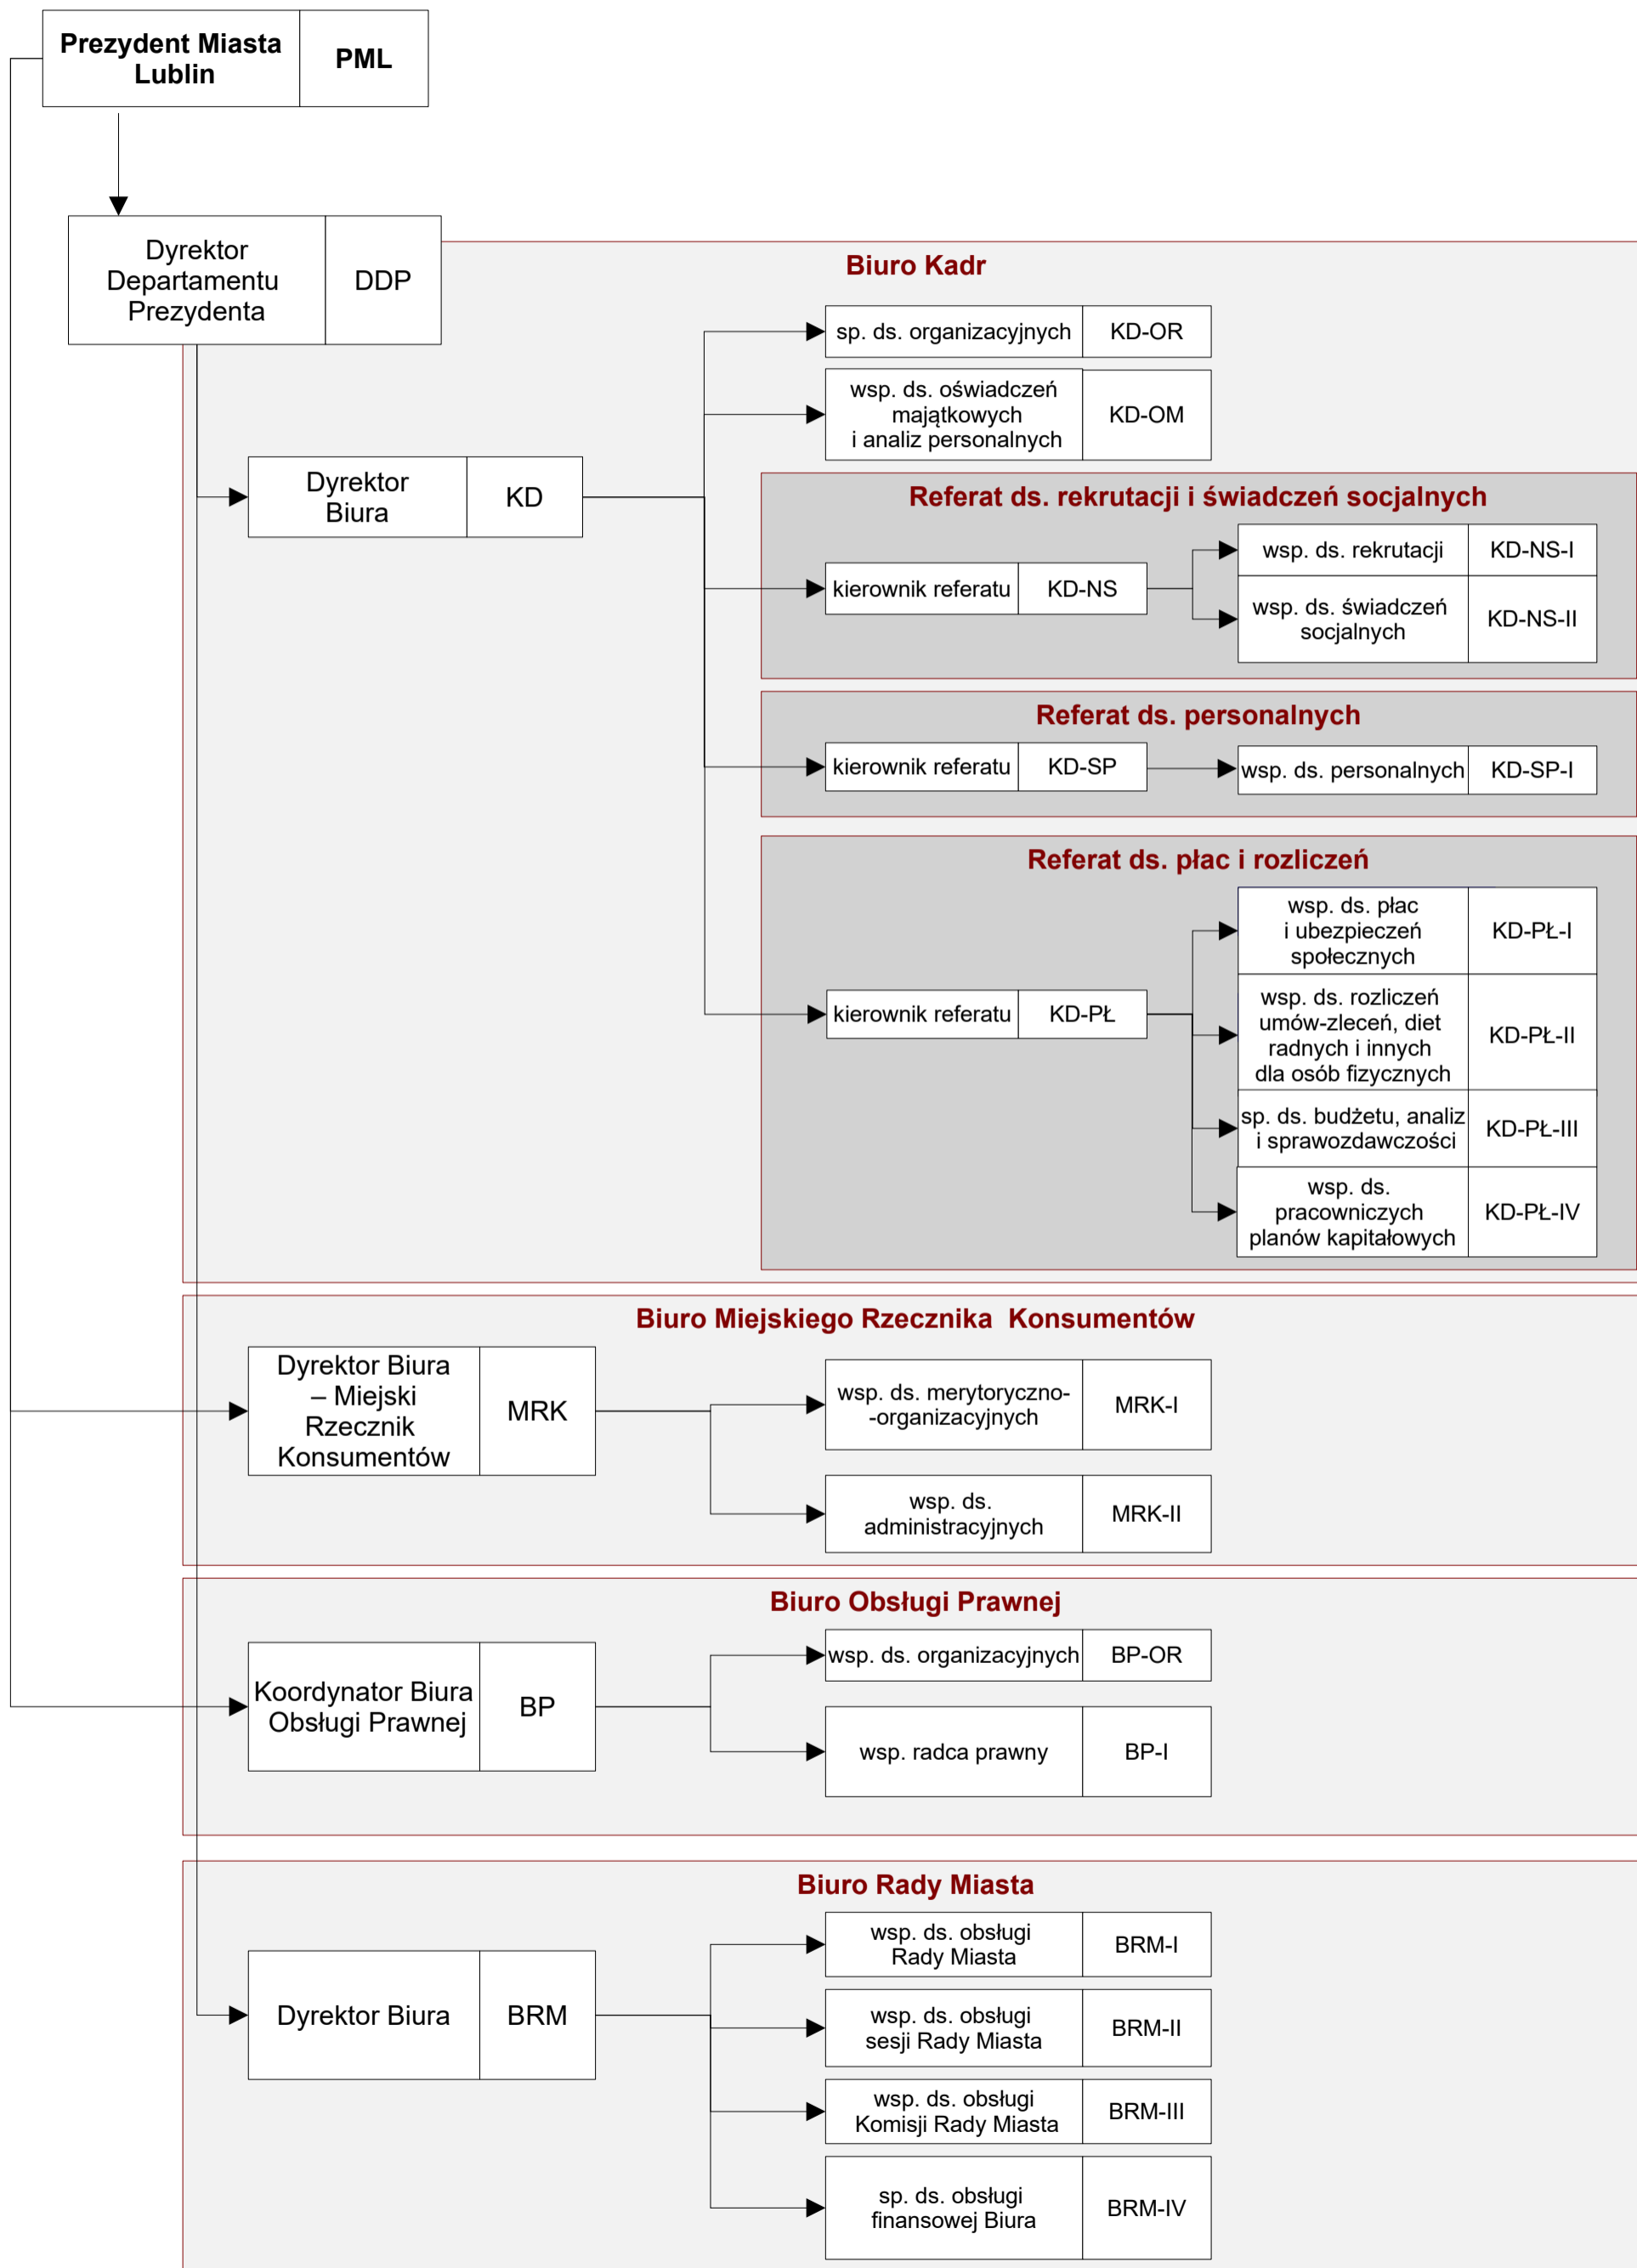 Prezydent Miasta
Lublin
PML
Dyrektor
Departamentu
Prezydenta
DDP
Biuro Kadr
sp. ds. organizacyjnych
KD-OR
wsp. ds. oświadczeń
majątkowych
i analiz personalnych
KD-OM
Dyrektor
Biura
KD
Referat ds. rekrutacji i świadczeń socjalnych
kierownik referatu
KD-NS
wsp. ds. rekrutacji
KD-NS-I
wsp. ds. świadczeń
socjalnych
KD-NS-II
Referat ds. personalnych
kierownik referatu
KD-SP
wsp. ds. personalnych
KD-SP-I
Referat ds. płac i rozliczeń
kierownik referatu
KD-PŁ
wsp. ds. płac
i ubezpieczeń
społecznych
KD-PŁ-I
wsp. ds. rozliczeń
umów-zleceń, diet
radnych i innych
dla osób fizycznych
KD-PŁ-II
sp. ds. budżetu, analiz
i sprawozdawczości
KD-PŁ-III
wsp. ds.
pracowniczych
planów kapitałowych
KD-PŁ-IV
Biuro Miejskiego Rzecznika  Konsumentów
Dyrektor Biura
– Miejski
Rzecznik
Konsumentów
MRK
wsp. ds. merytoryczno-
-organizacyjnych
MRK-I
wsp. ds.
administracyjnych
MRK-II
Biuro Obsługi Prawnej
Koordynator Biura
Obsługi Prawnej
BP
wsp. ds. organizacyjnych
BP-OR
wsp. radca prawny
BP-I
Biuro Rady Miasta
Dyrektor Biura
BRM
wsp. ds. obsługi
Rady Miasta
BRM-I
wsp. ds. obsługi
sesji Rady Miasta
BRM-II
wsp. ds. obsługi
Komisji Rady Miasta
BRM-III
sp. ds. obsługi
finansowej Biura
BRM-IV